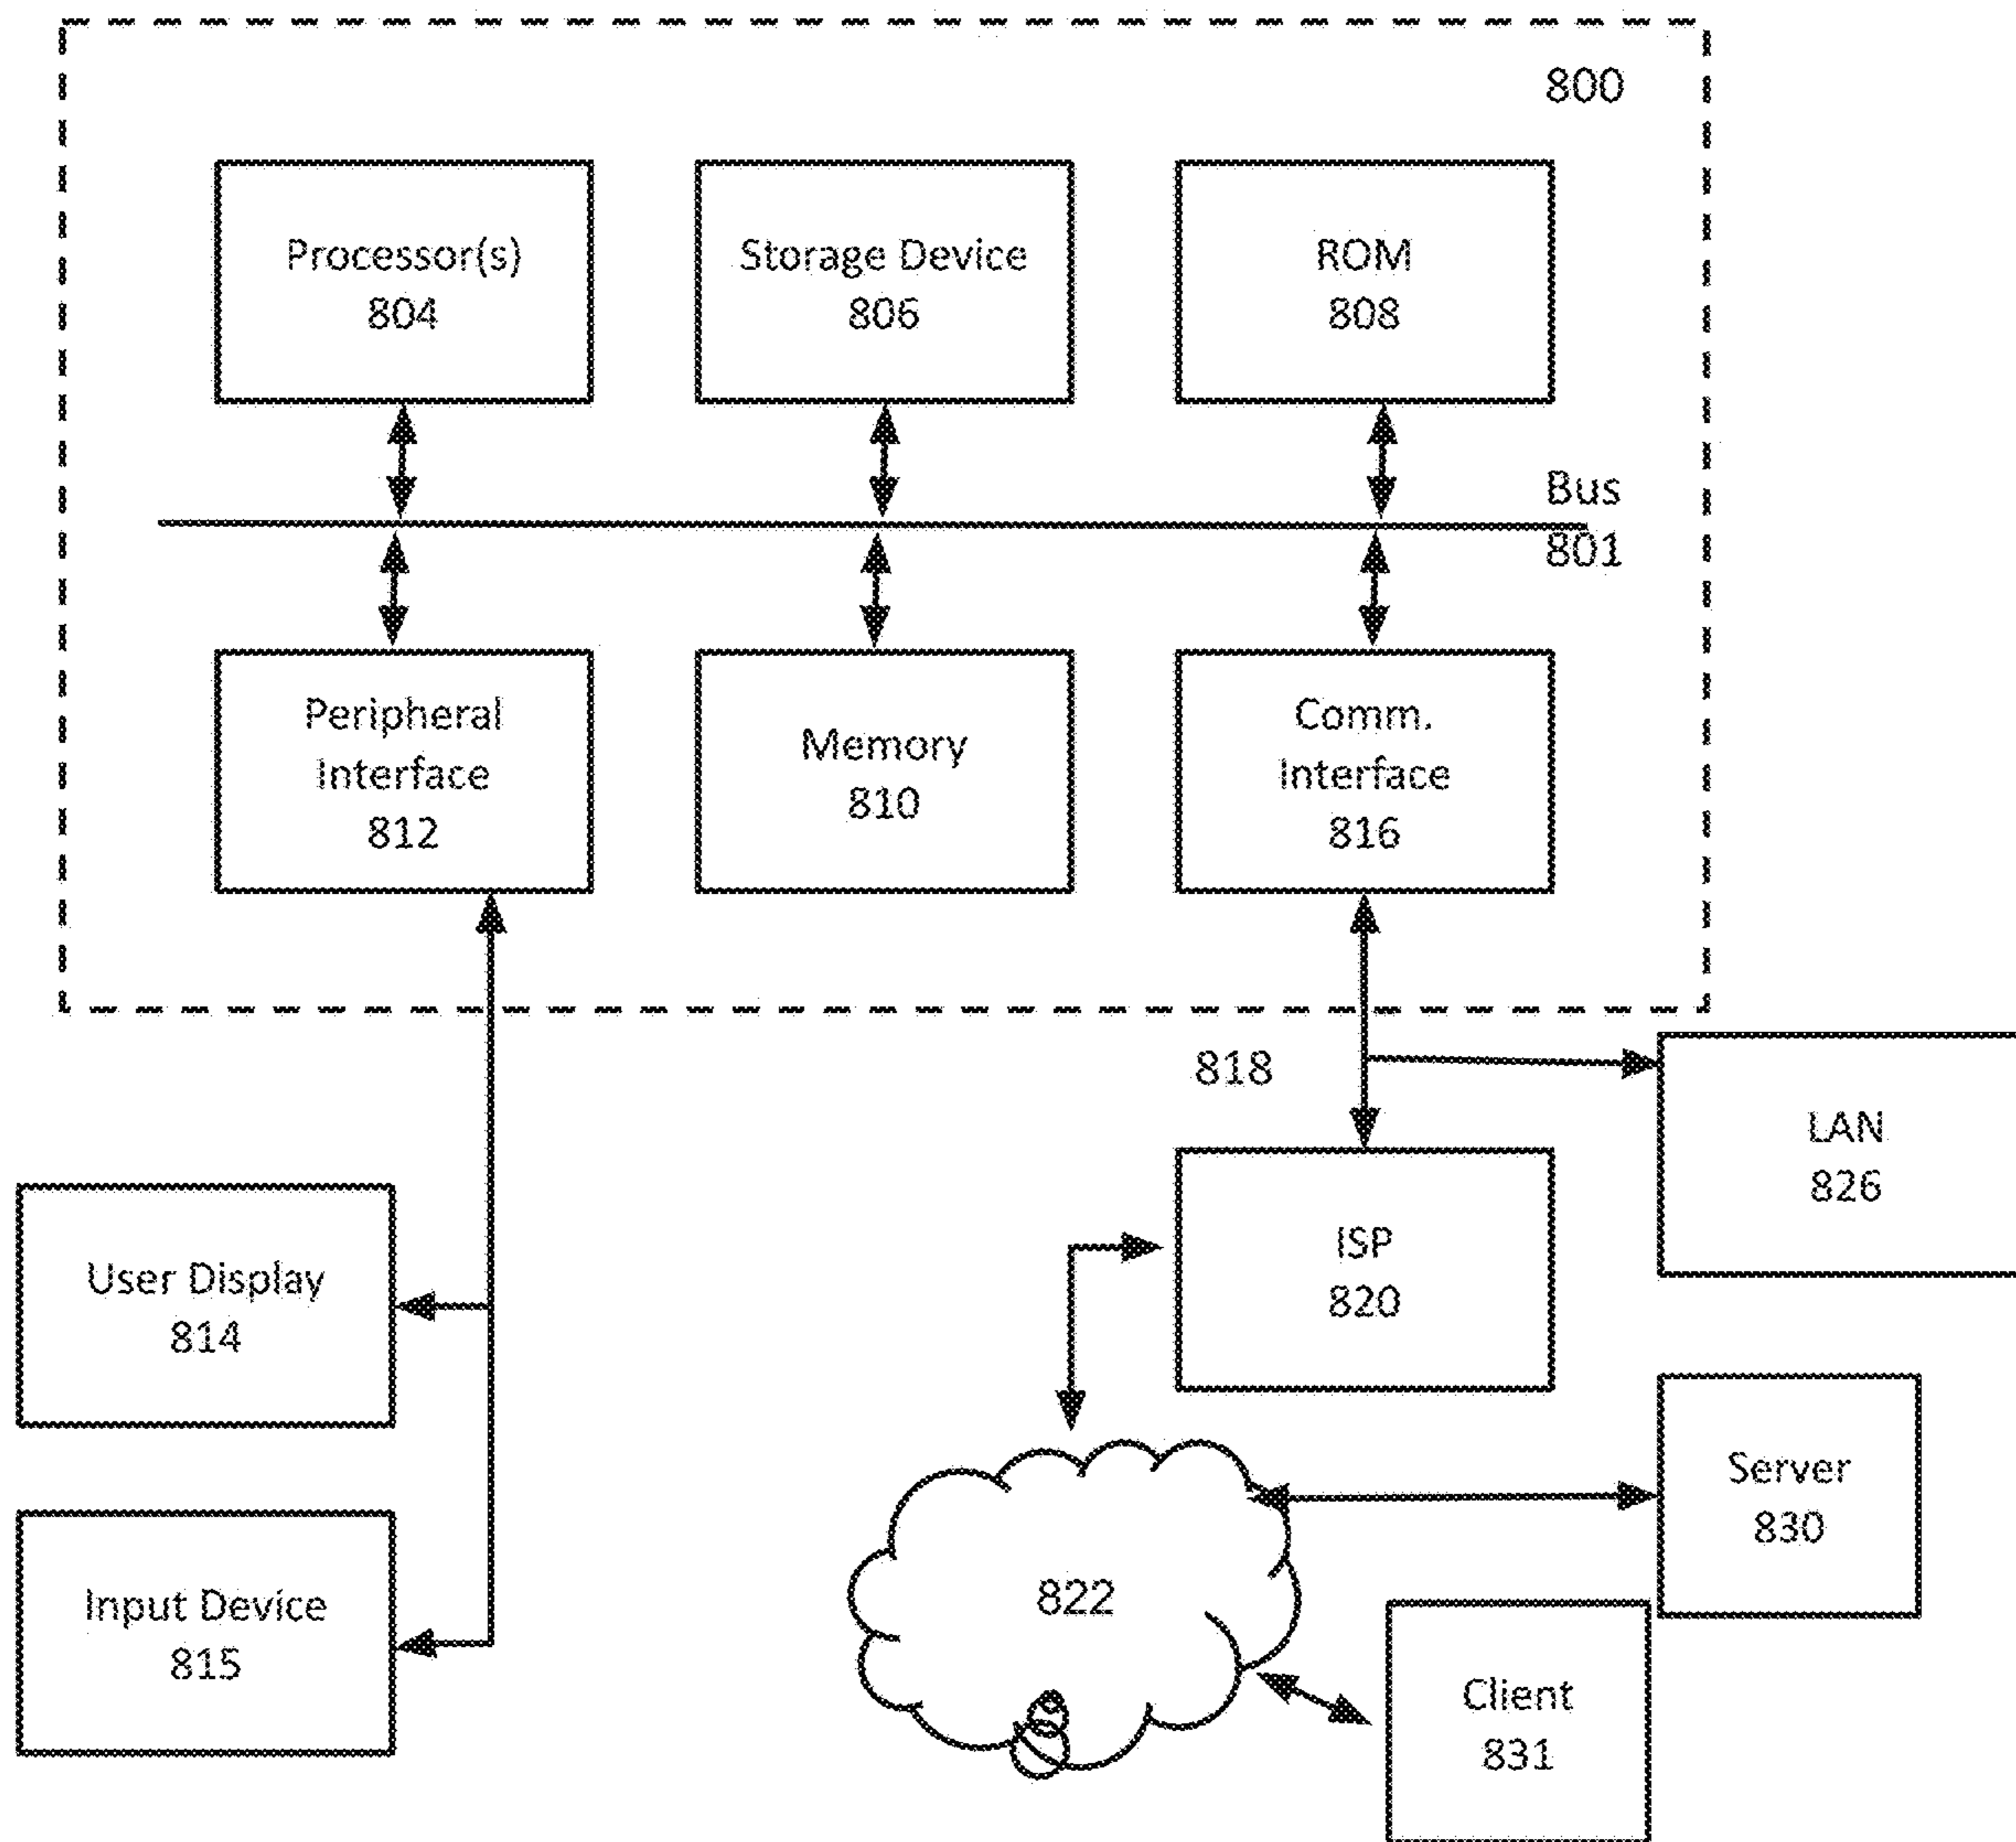 800
Processor(s)
804
Storage Device
806
ROM
808
Bus
801
Peripheral
Interface
812
Memory
810
Comm.
Interface
816
818
LAN
826
User Display
814
ISP
820
Server
830
Input Device
815
822
Client
831